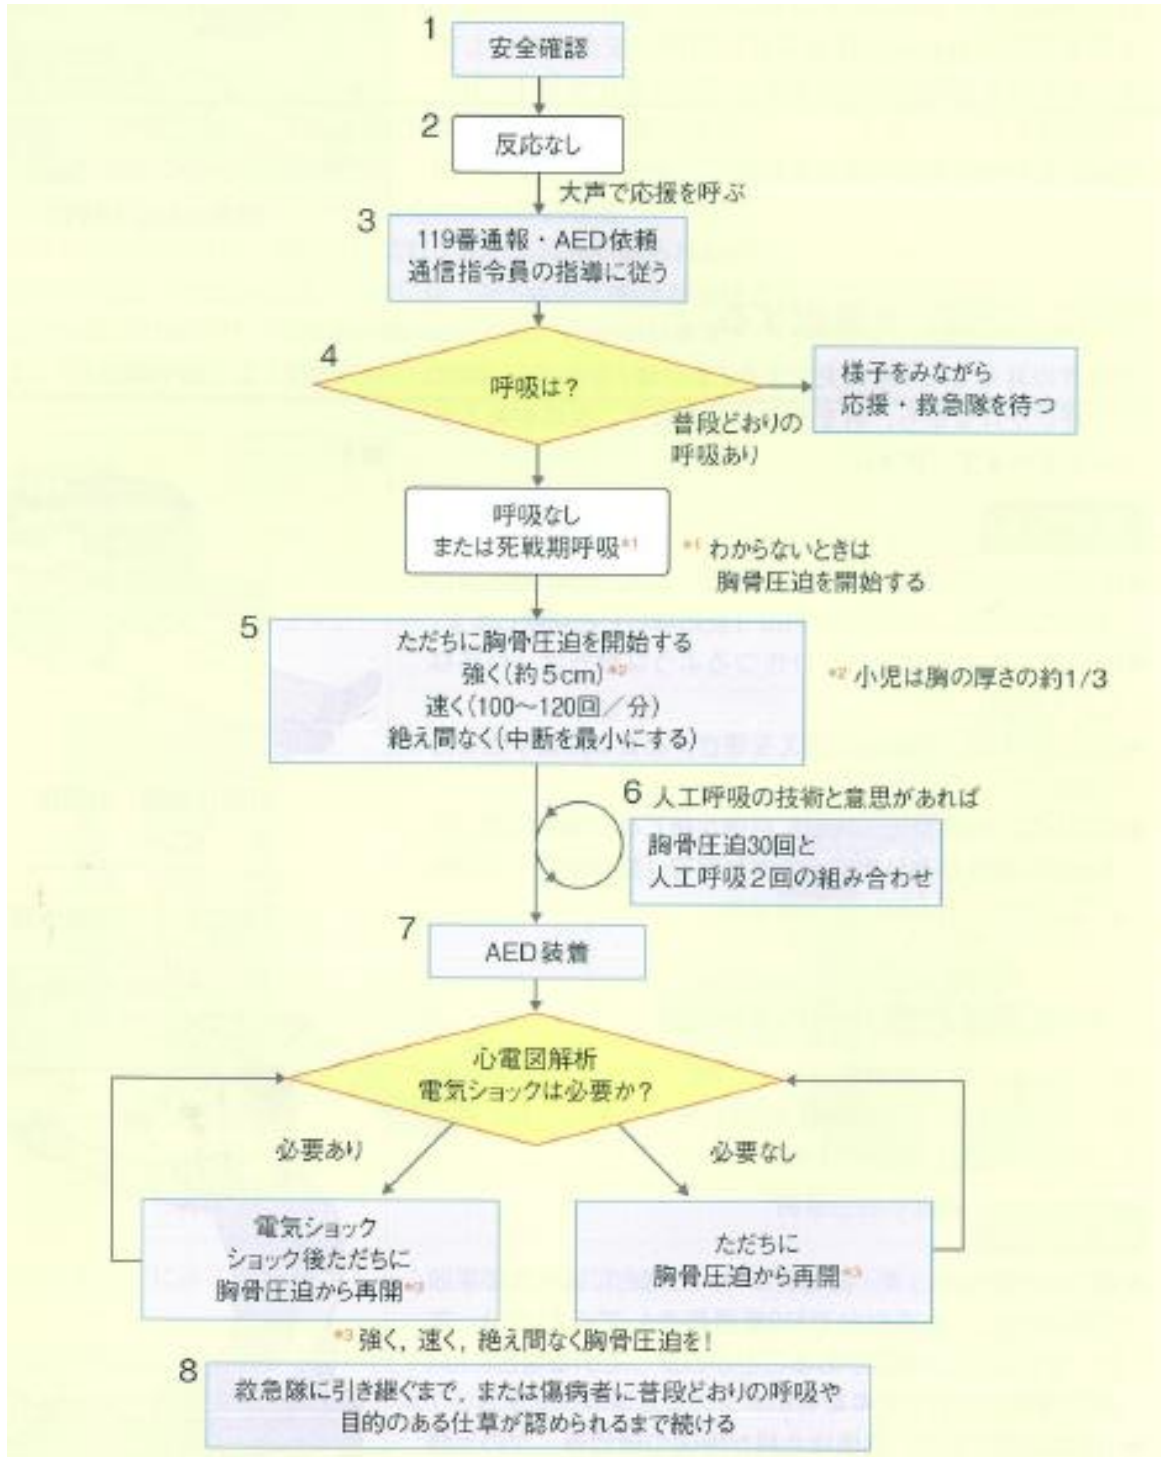 1
安全確認
2
反応なし
大声で応援を呼ぶ
3
119番通報・AED依頼
通信指令員の指導に従う
4
呼吸は?
普段どおりの
呼吸あり
様子をみながら
応援・救急隊を待つ
呼吸なし
または死戦期呼吸*1
*1 わからないときは
胸骨圧迫を開始する
5
ただちに胸骨圧迫を開始する
強く(約5cm)*2
速く(100〜120回/分)
絶え間なく(中断を最小にする)
*2 小児は胸の厚さの約1/3
6 人工呼吸の技術と意思があれば
胸骨圧迫30回と
人工呼吸2回の組み合わせ
7
AED装着
心電図解析
電気ショックは必要か?
必要あり
必要なし
電気ショック
ショック後ただちに
胸骨圧迫から再開*3
ただちに
胸骨圧迫から再開*3
*3 強く,速く,絶え間なく胸骨圧迫を!
8
救急隊に引き継ぐまで,または傷病者に普段どおりの呼吸や
目的のある仕草が認められるまで続ける